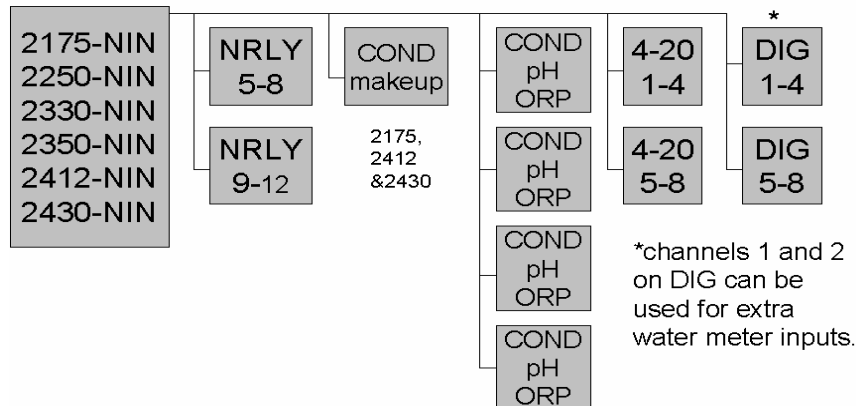 2175-NIN
2250-NIN
2330-NIN
2350-NIN
2412-NIN
2430-NIN
NRLY
5-8
NRLY
9-12
COND
makeup
2175,
2412
&2430
COND
pH
ORP
COND
pH
ORP
COND
pH
ORP
COND
pH
ORP
4-20
1-4
4-20
5-8
*
DIG
1-4
DIG
5-8
*channels 1 and 2
on DIG can be
used for extra
water meter inputs.